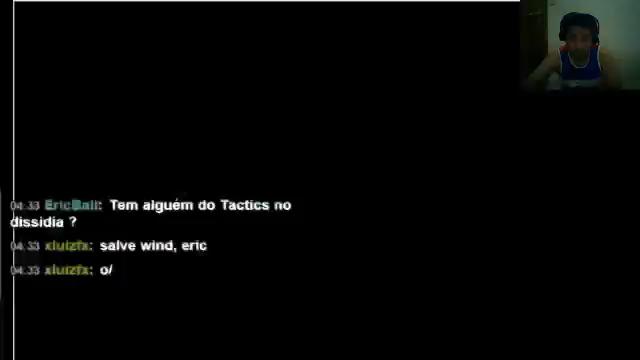 04:33 EricBall: Tem alguém do Tactics no
dissidia ?
04:33 xluizfx: salve wind, eric
04:33 xluizfx: o/